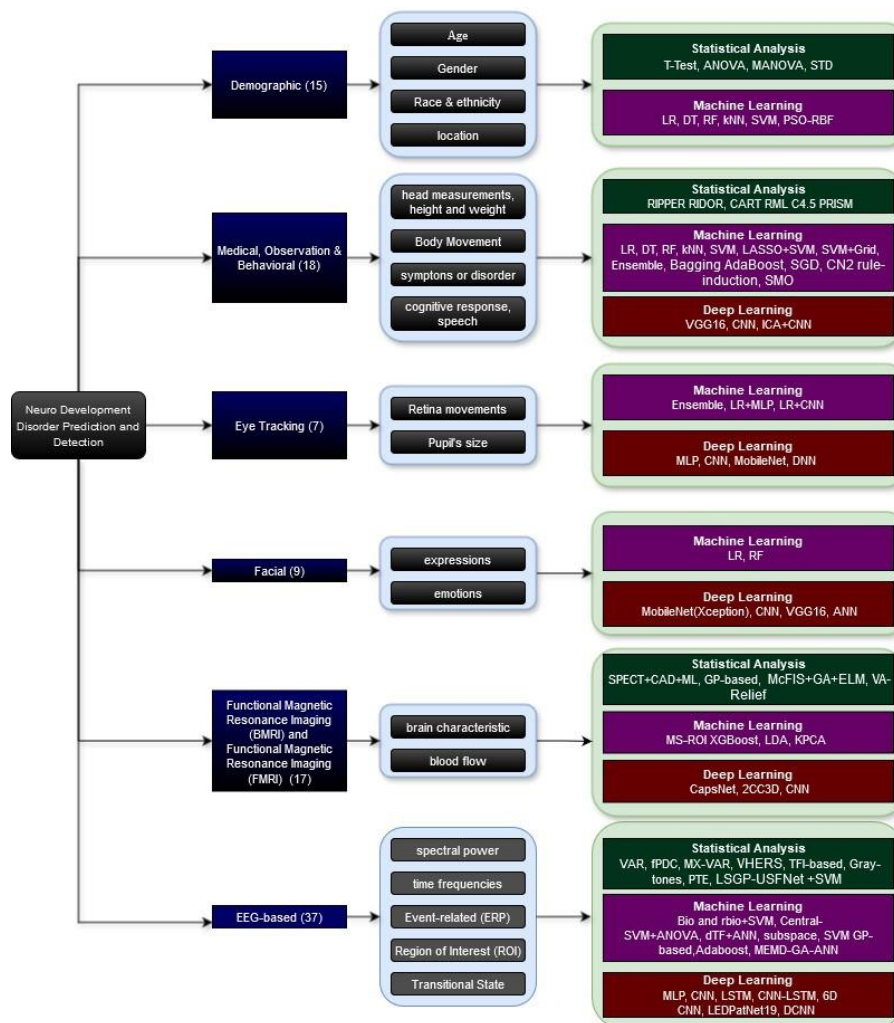 Neuro Development
Disorder Prediction and
Detection
Demographic (15)
Age
Gender
Race & ethnicity
location
Statistical Analysis
T-Test, ANOVA, MANOVA, STD
Machine Learning
LR, DT, RF, kNN, SVM, PSO-RBF
Medical, Observation &
Behavioral (18)
head measurements,
height and weight
Body Movement
symptons or disorder
cognitive response,
speech
Statistical Analysis
RIPPER RIDOR, CART RML C4.5 PRISM
Machine Learning
LR, DT, RF, kNN, SVM, LASSO+SVM, SVM+Grid,
Ensemble, Bagging AdaBoost, SGD, CN2 rule-
induction, SMO
Deep Learning
VGG16, CNN, ICA+CNN
Eye Tracking (7)
Retina movements
Pupil's size
Machine Learning
Ensemble, LR+MLP, LR+CNN
Deep Learning
MLP, CNN, MobileNet, DNN
Facial (9)
expressions
emotions
Machine Learning
LR, RF
Deep Learning
MobileNet(Xception), CNN, VGG16, ANN
Functional Magnetic
Resonance Imaging
(BMRI) and
Functional Magnetic
Resonance Imaging
(FMRI) (17)
brain characteristic
blood flow
Statistical Analysis
SPECT+CAD+ML, GP-based, McFIS+GA+ELM, VA-
Relief
Machine Learning
MS-ROI XGBoost, LDA, KPCA
Deep Learning
CapsNet, 2CC3D, CNN
EEG-based (37)
spectral power
time frequencies
Event-related (ERP)
Region of Interest (ROI)
Transitional State
Statistical Analysis
VAR, fPDC, MX-VAR, VHERS, TFI-based, Gray-
tones, PTE, LSGP-USFNet +SVM
Machine Learning
Bio and rbio+SVM, Central-
SVM+ANOVA, dTF+ANN, subspace, SVM GP-
based,Adaboost, MEMD-GA-ANN
Deep Learning
MLP, CNN, LSTM, CNN-LSTM, 6D
CNN, LEDPatNet19, DCNN